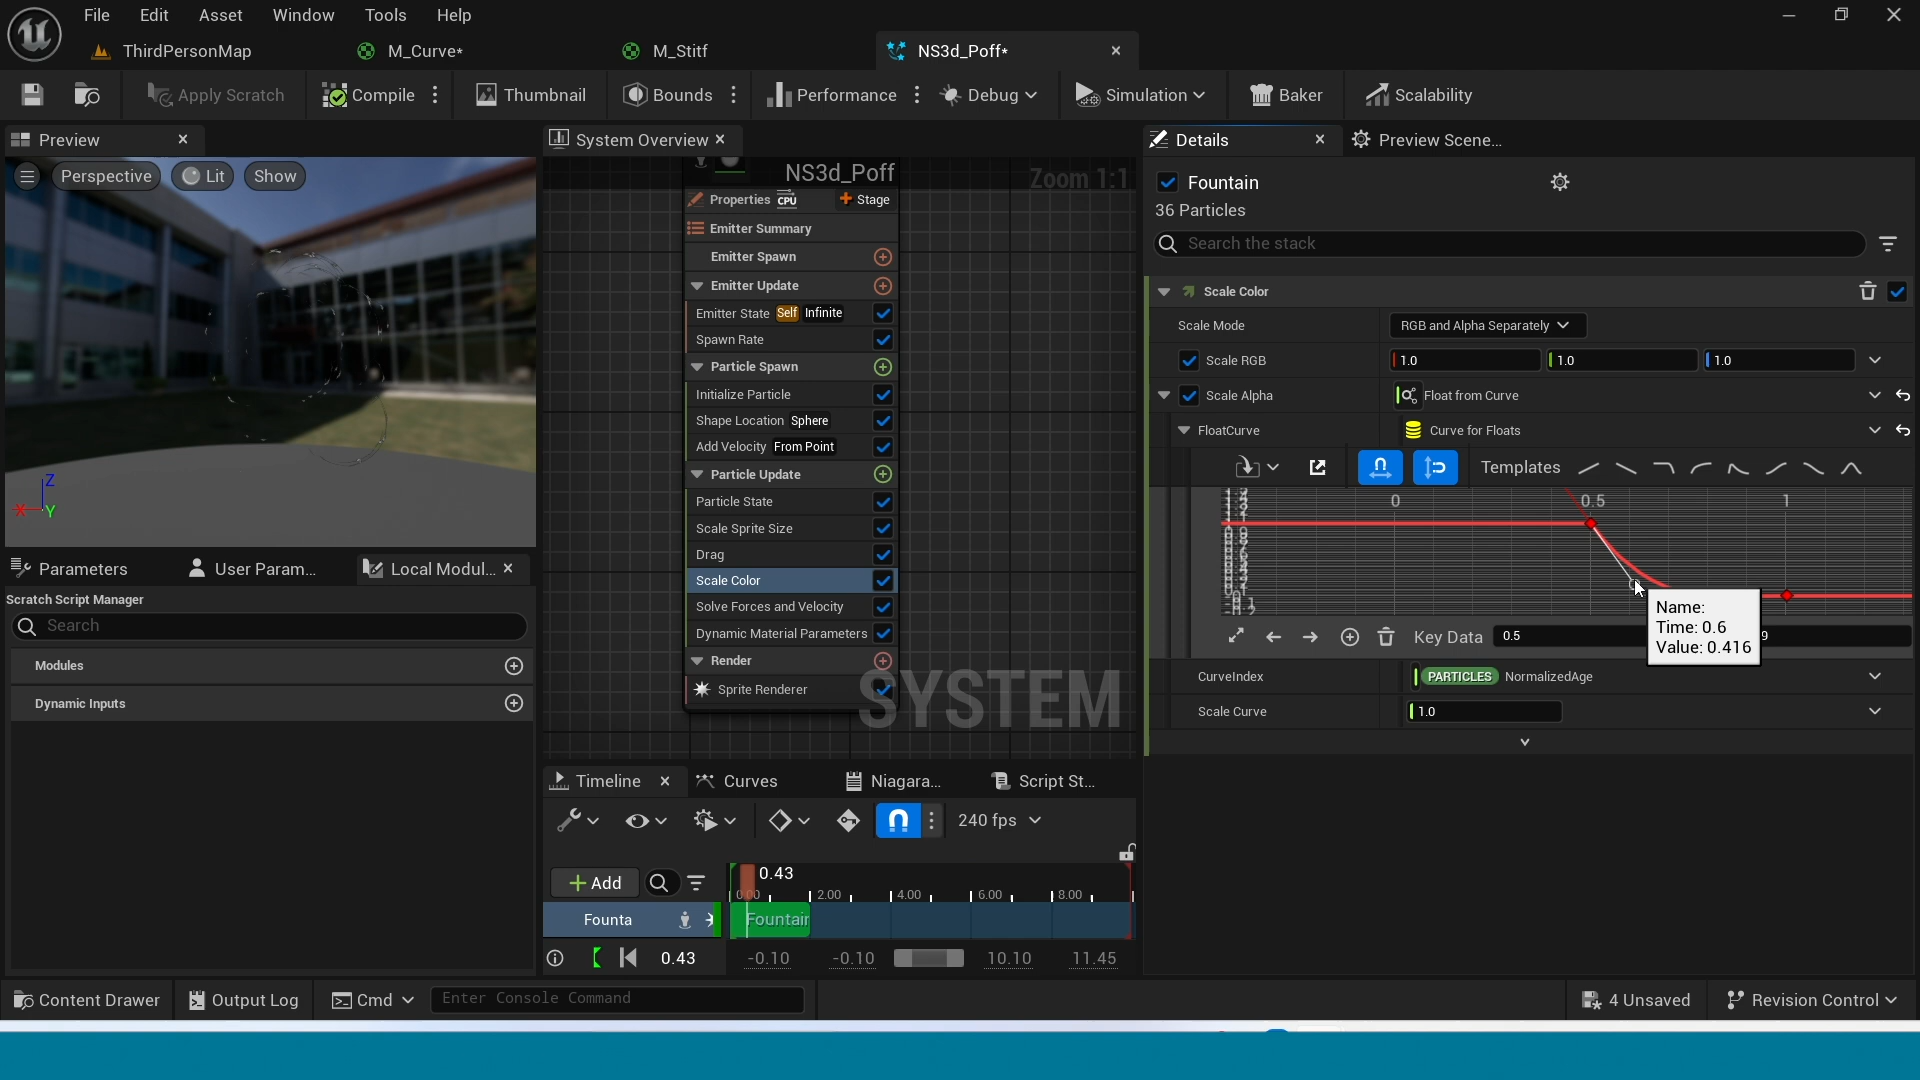 File Edit Asset Window Tools Help
ThirdPersonMap M_Curve* M_Stitf NS3d_Poff*
Apply Scratch Compile Thumbnail Bounds Performance Debug Simulation Baker Scalability
Preview System Overview Details Preview Scene...
Perspective Lit Show
NS3d_Poff
Zoom 1:1
Properties CPU Stage
Emitter Summary
Emitter Spawn
Emitter Update
Emitter State Self Infinite
Spawn Rate
Particle Spawn
Initialize Particle
Shape Location Sphere
Add Velocity From Point
Particle Update
Particle State
Scale Sprite Size
Drag
Scale Color
Solve Forces and Velocity
Dynamic Material Parameters
Render
Sprite Renderer
SYSTEM
Z
X Y
Parameters User Param... Local Modul...
Scratch Script Manager
Search
Modules
Dynamic Inputs
Fountain
36 Particles
Search the stack
Scale Color
Scale Mode RGB and Alpha Separately
Scale RGB 1.0 1.0 1.0
Scale Alpha Float from Curve
FloatCurve Curve for Floats
Templates
0 0.5 1
Key Data 0.5 9
Name:
Time: 0.6
Value: 0.416
CurveIndex PARTICLES NormalizedAge
Scale Curve 1.0
Timeline Curves Niagara... Script St...
240 fps
Add 0.43
0.00 2.00 4.00 6.00 8.00
Founta Fountain
0.43 -0.10 -0.10 10.10 11.45
Content Drawer Output Log Cmd Enter Console Command 4 Unsaved Revision Control